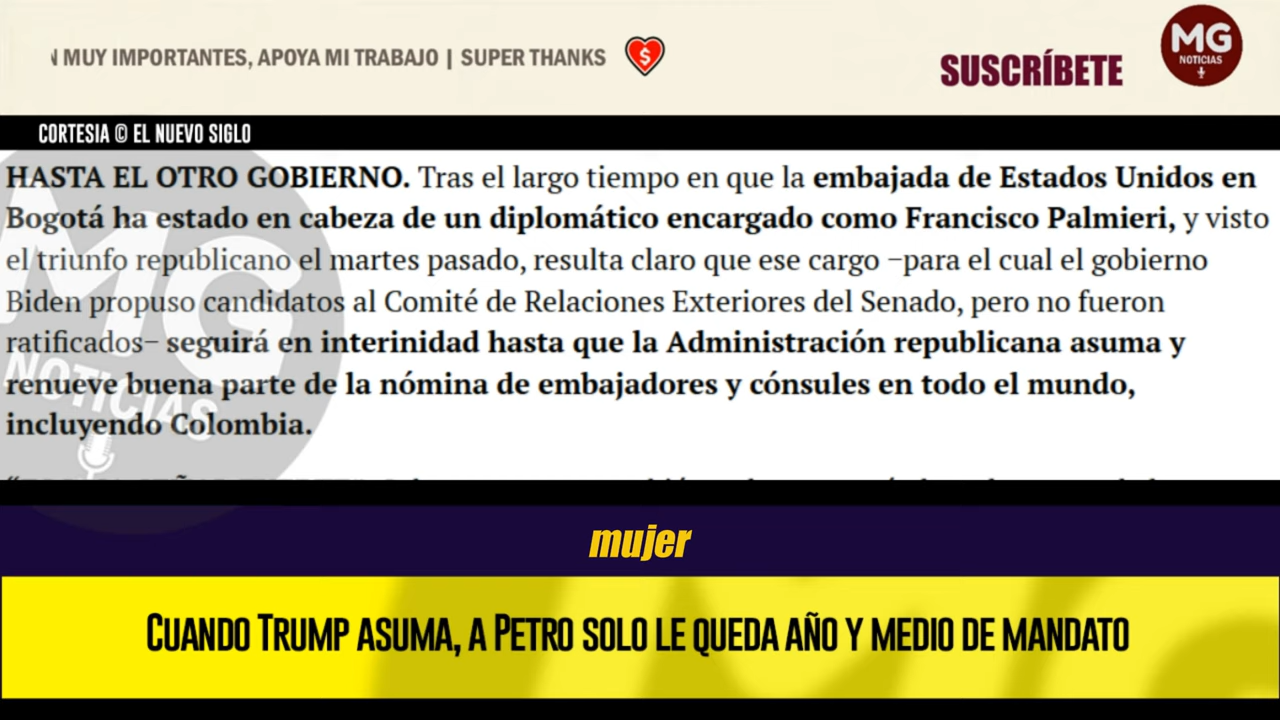 MUY IMPORTANTES, APOYA MI TRABAJO | SUPER THANKS
SUSCRÍBETE
MG
NOTICIAS
CORTESIA © EL NUEVO SIGLO
HASTA EL OTRO GOBIERNO. Tras el largo tiempo en que la embajada de Estados Unidos en
Bogotá ha estado en cabeza de un diplomático encargado como Francisco Palmieri, y visto
el triunfo republicano el martes pasado, resulta claro que ese cargo –para el cual el gobierno
Biden propuso candidatos al Comité de Relaciones Exteriores del Senado, pero no fueron
ratificados– seguirá en interinidad hasta que la Administración republicana asuma y
renueve buena parte de la nómina de embajadores y cónsules en todo el mundo,
incluyendo Colombia.
MG
NOTICIAS
mujer
CUANDO TRUMP ASUMA, A PETRO SOLO LE QUEDA AÑO Y MEDIO DE MANDATO